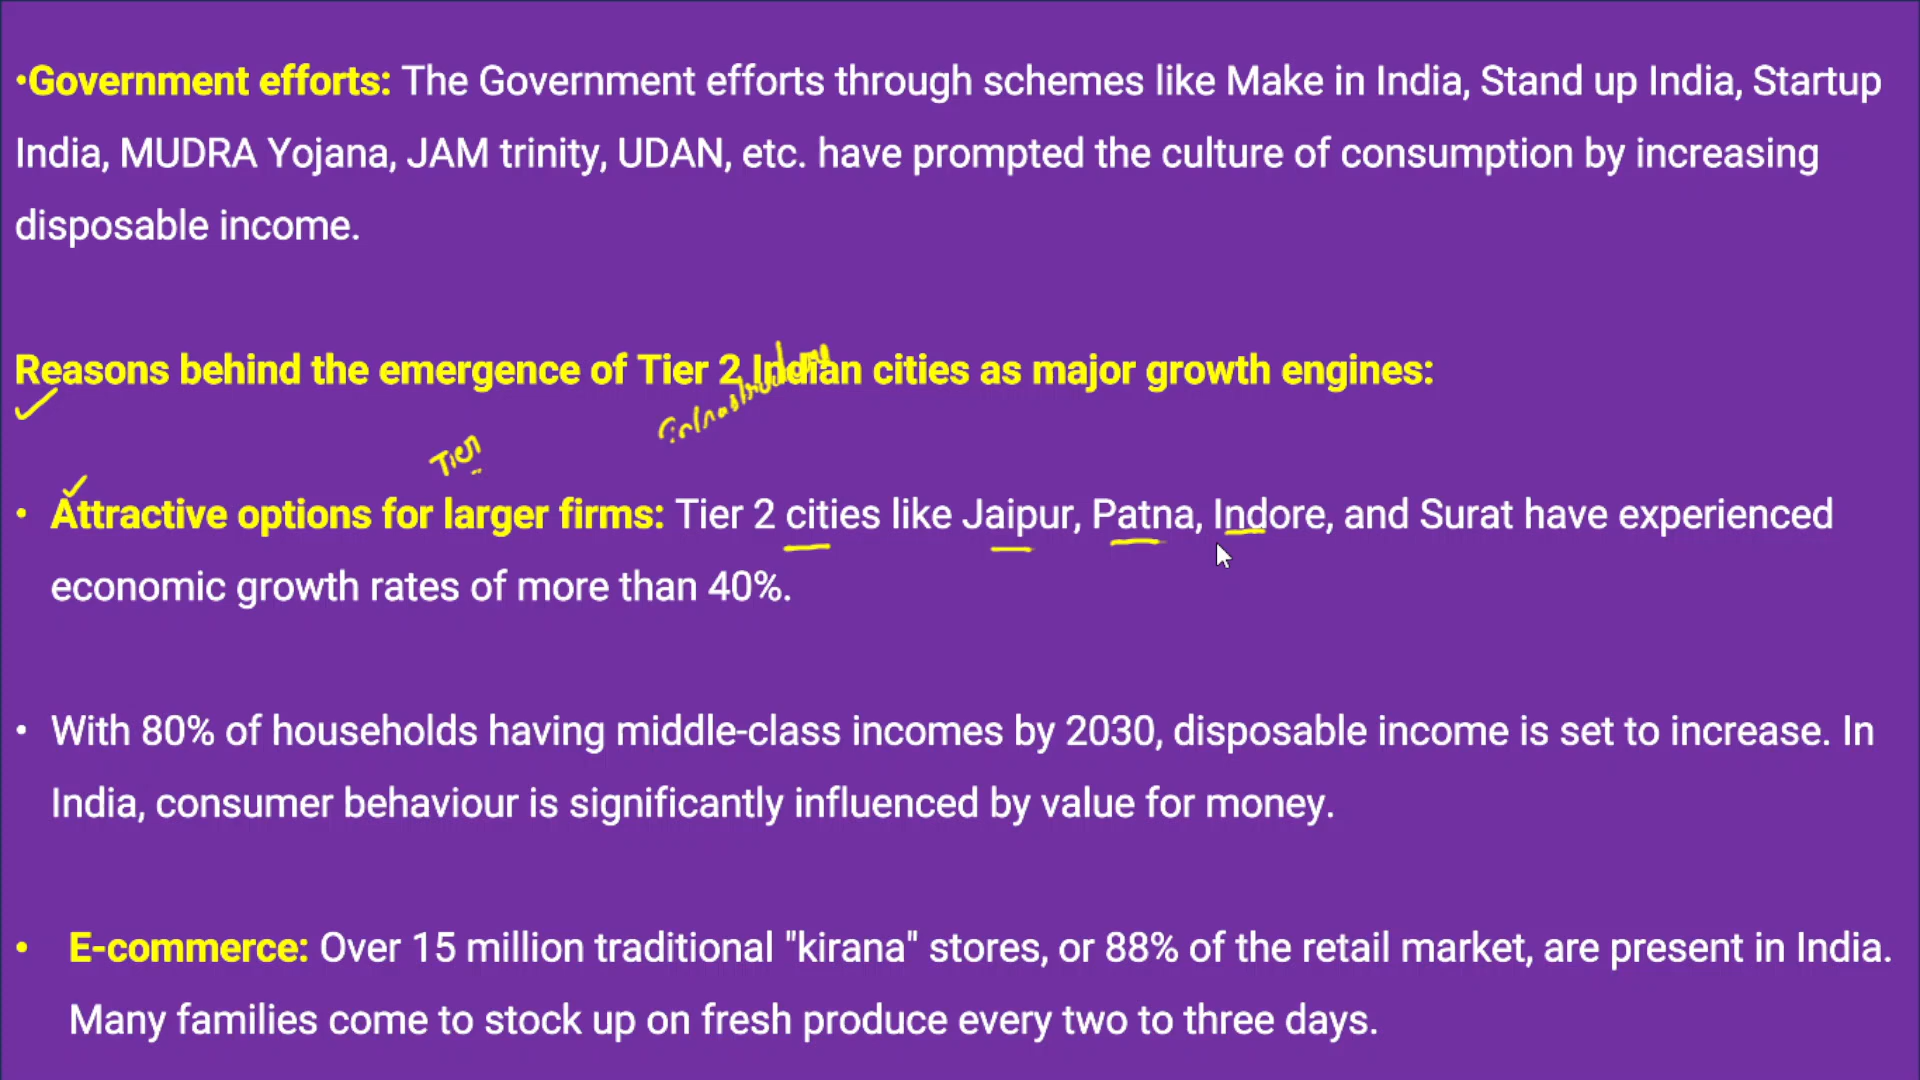 •Government efforts: The Government efforts through schemes like Make in India, Stand up India, Startup
India, MUDRA Yojana, JAM trinity, UDAN, etc. have prompted the culture of consumption by increasing
disposable income.
Reasons behind the emergence of Tier 2 Indian cities as major growth engines:
Tier
• Attractive options for larger firms: Tier 2 cities like Jaipur, Patna, Indore, and Surat have experienced
economic growth rates of more than 40%.
• With 80% of households having middle-class incomes by 2030, disposable income is set to increase. In
India, consumer behaviour is significantly influenced by value for money.
• E-commerce: Over 15 million traditional "kirana" stores, or 88% of the retail market, are present in India.
Many families come to stock up on fresh produce every two to three days.